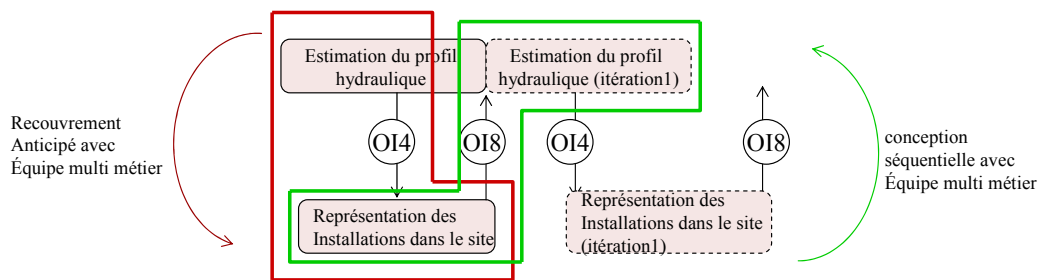 Estimation du profil
hydraulique
Estimation du profil
hydraulique (itération1)
Recouvrement
Anticipé avec
Équipe multi métier
OI4
OI8
OI4
OI8
conception
séquentielle avec
Équipe multi métier
Représentation des
Installations dans le site
Représentation des
Installations dans le site
(itération1)